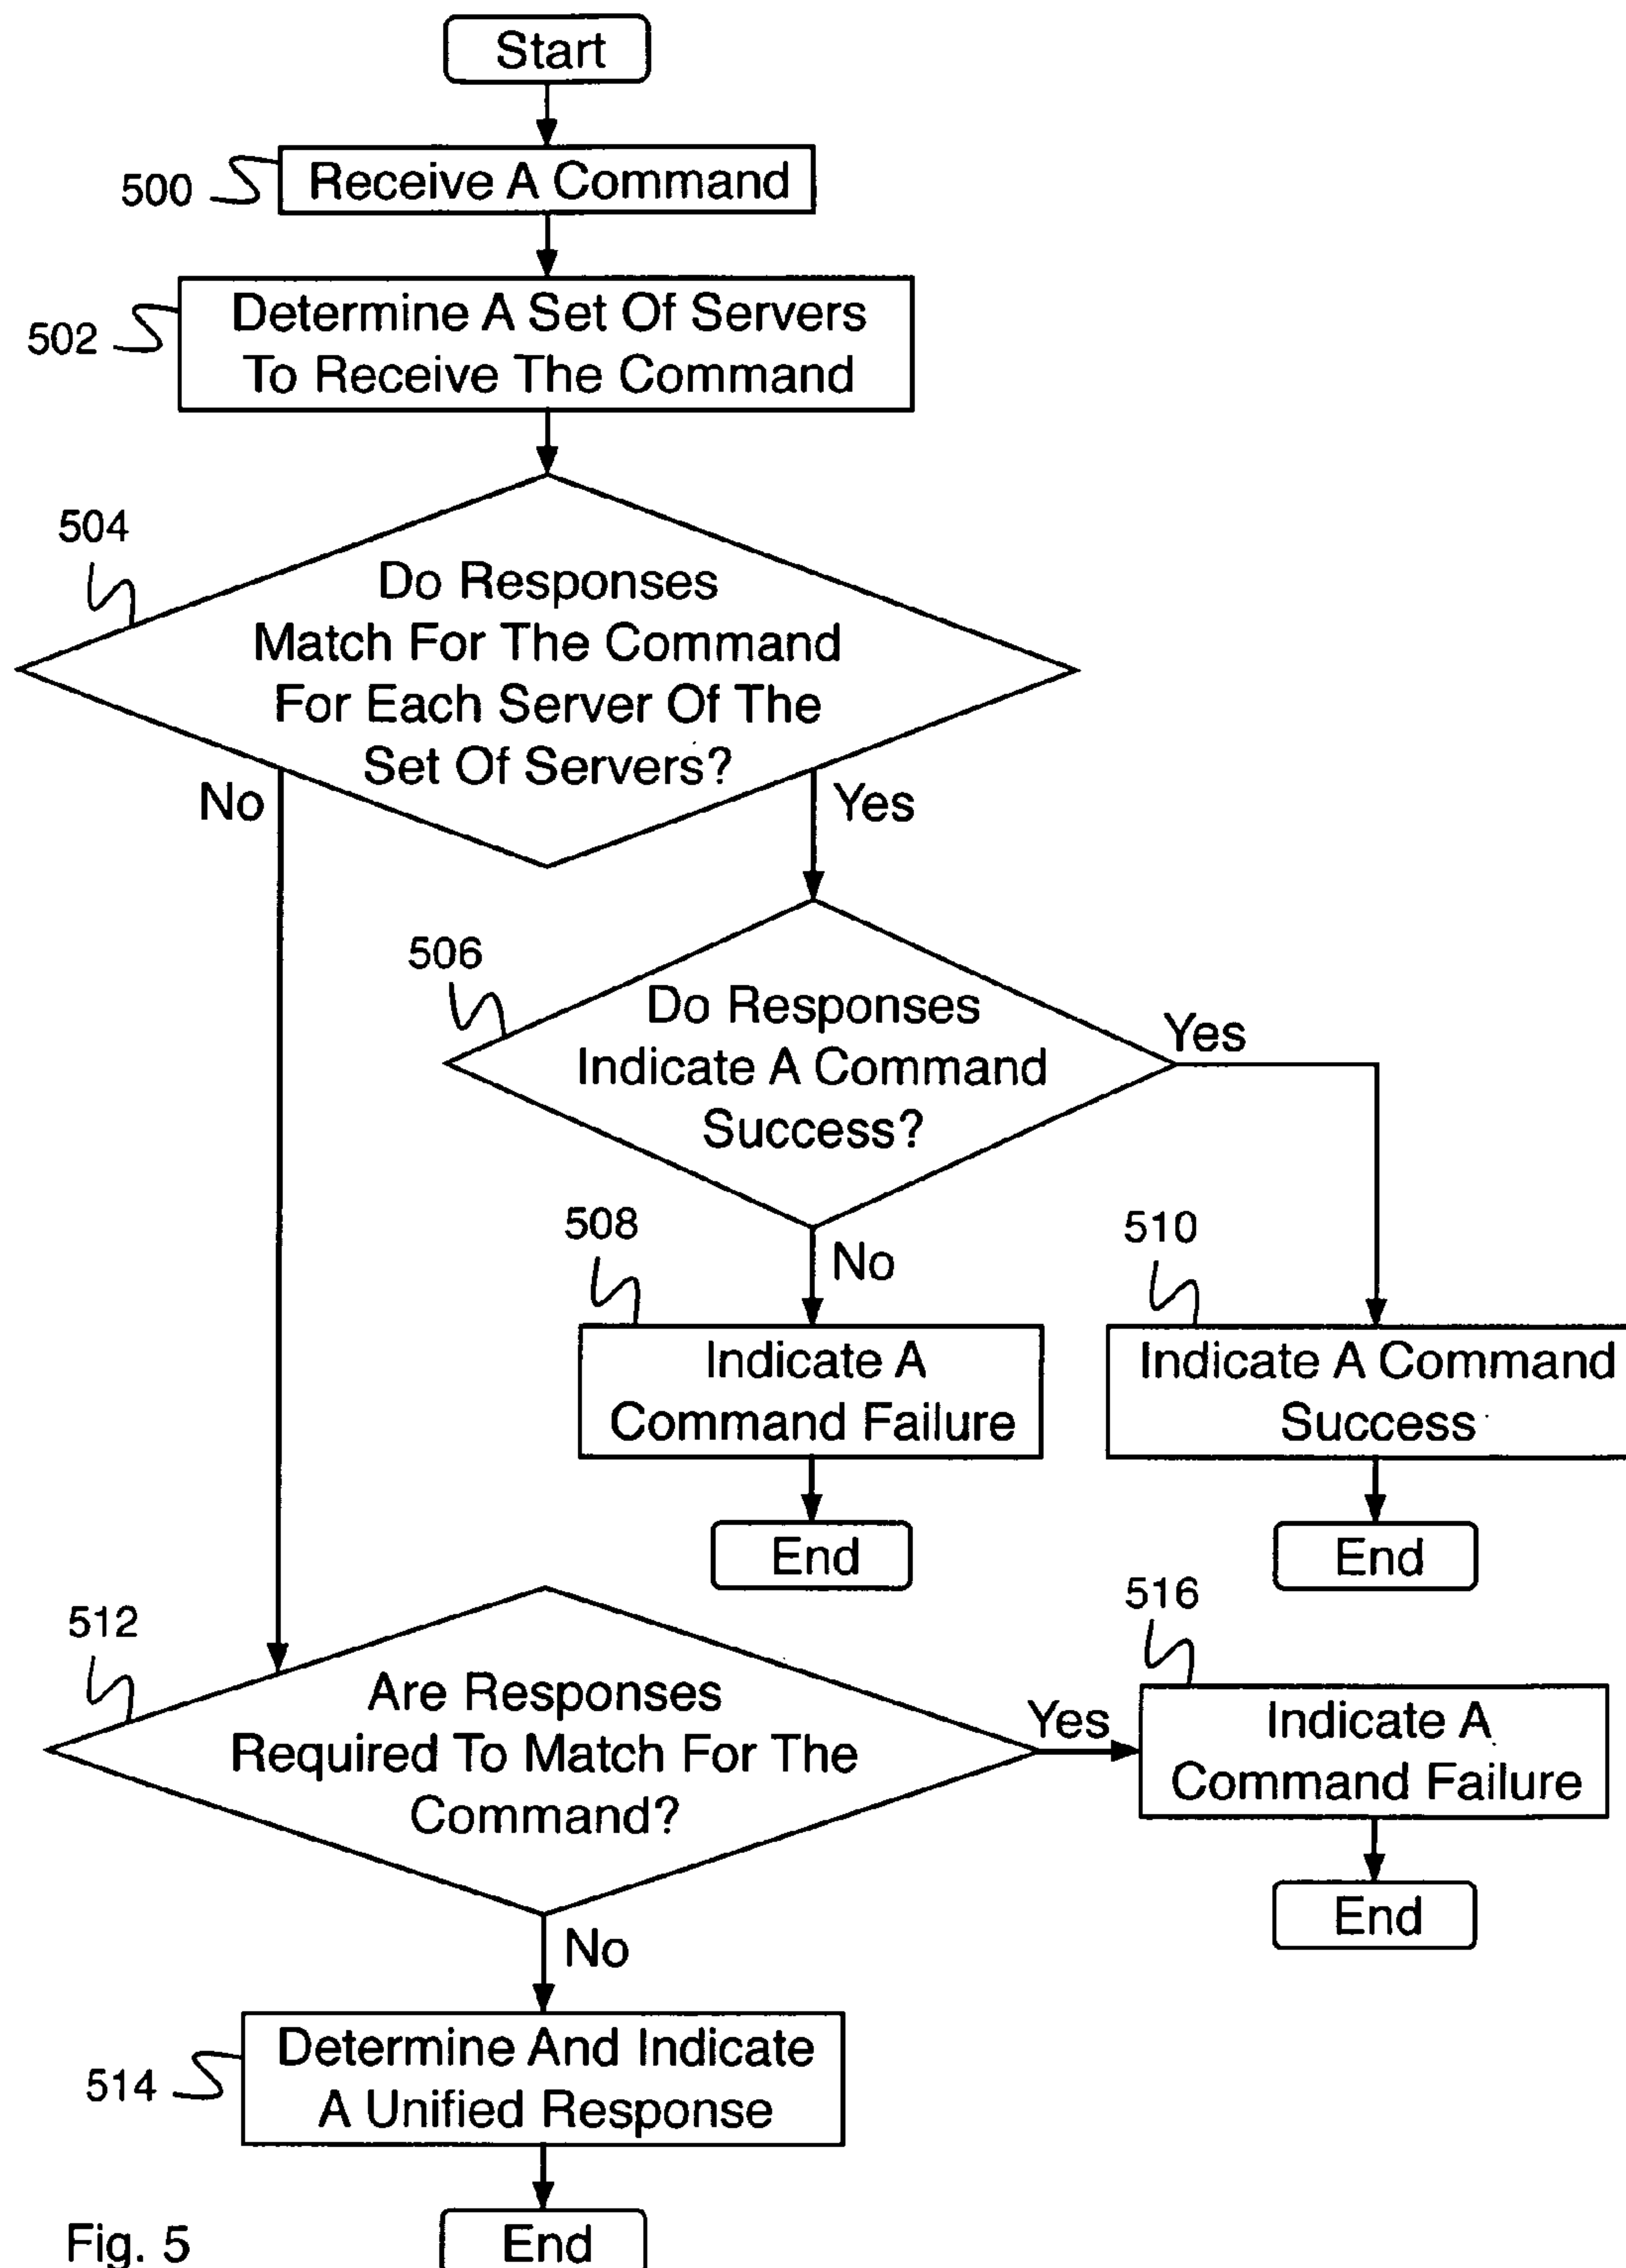 Start
500
Receive A Command
502
Determine A Set Of Servers
To Receive The Command
504
Do Responses
Match For The Command
For Each Server Of The
Set Of Servers?
No
Yes
506
Do Responses
Indicate A Command
Success?
Yes
No
508
Indicate A
Command Failure
End
510
Indicate A Command
Success
End
512
Are Responses
Required To Match For The
Command?
Yes
516
Indicate A
Command Failure
End
No
514
Determine And Indicate
A Unified Response
End
Fig. 5